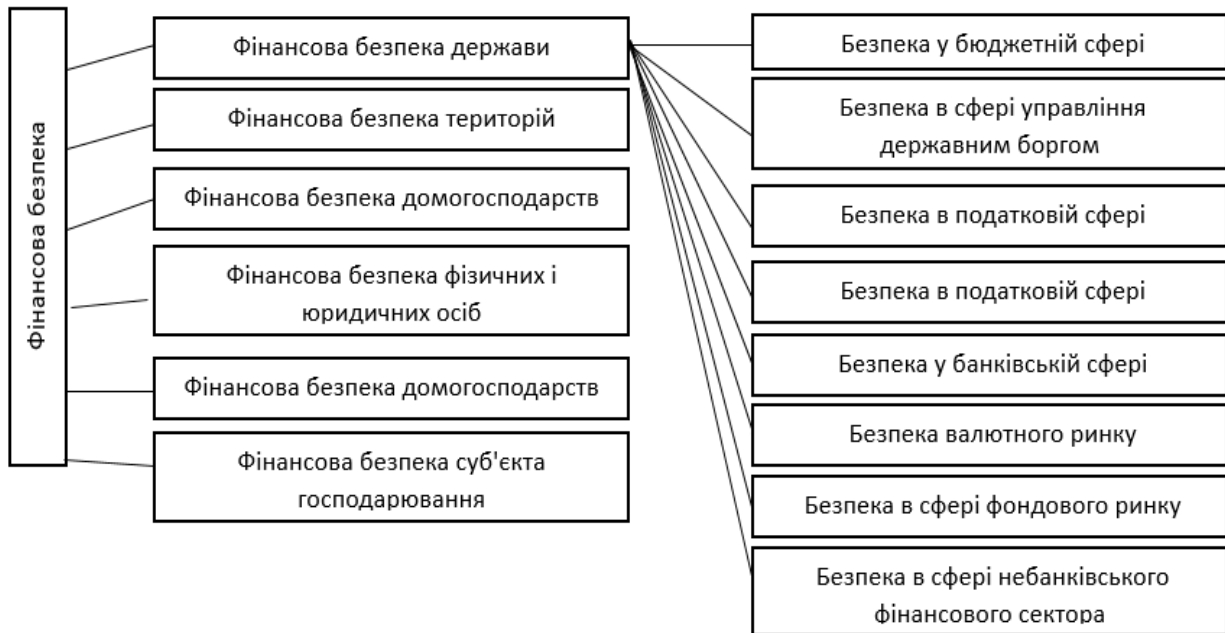 Фінансова безпека
Фінансова безпека держави
Фінансова безпека територій
Фінансова безпека домогосподарств
Фінансова безпека фізичних і
юридичних осіб
Фінансова безпека домогосподарств
Фінансова безпека суб'єкта
господарювання
Безпека у бюджетній сфері
Безпека в сфері управління
державним боргом
Безпека в податковій сфері
Безпека в податковій сфері
Безпека у банківській сфері
Безпека валютного ринку
Безпека в сфері фондового ринку
Безпека в сфері небанківського
фінансового сектора